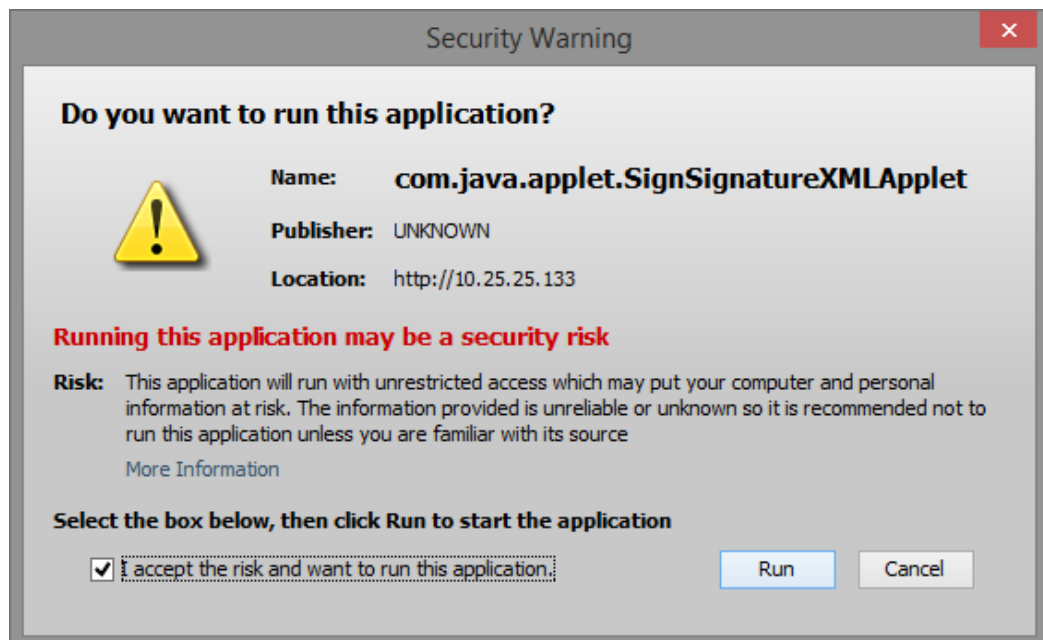 Security Warning
Do you want to run this application?
Name: com.java.applet.SignSignatureXMLApplet
Publisher: UNKNOWN
Location: http://10.25.25.133
Running this application may be a security risk
Risk: This application will run with unrestricted access which may put your computer and personal
information at risk. The information provided is unreliable or unknown so it is recommended not to
run this application unless you are familiar with its source
More Information
Select the box below, then click Run to start the application
I accept the risk and want to run this application.
Run Cancel